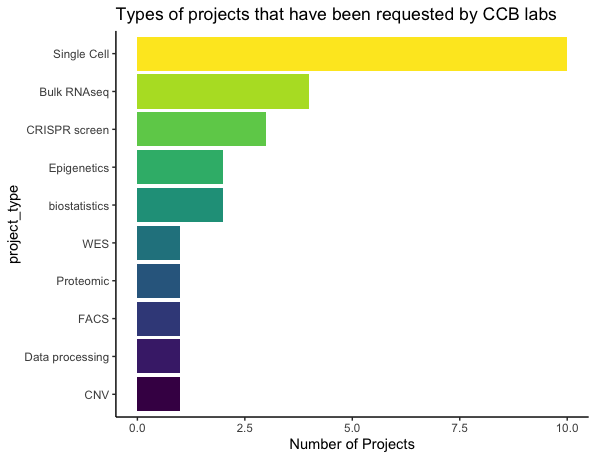 Types of projects that have been requested by CCB labs
Single Cell
Bulk RNAseq
CRISPR screen
Epigenetics
biostatistics
WES
Proteomic
FACS
Data processing
CNV
project_type
0.0 2.5 5.0 7.5 10.0
Number of Projects